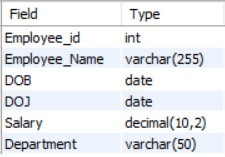 Field Type
Employee_id int
Employee_Name varchar(255)
DOB date
DOJ date
Salary decimal(10,2)
Department varchar(50)